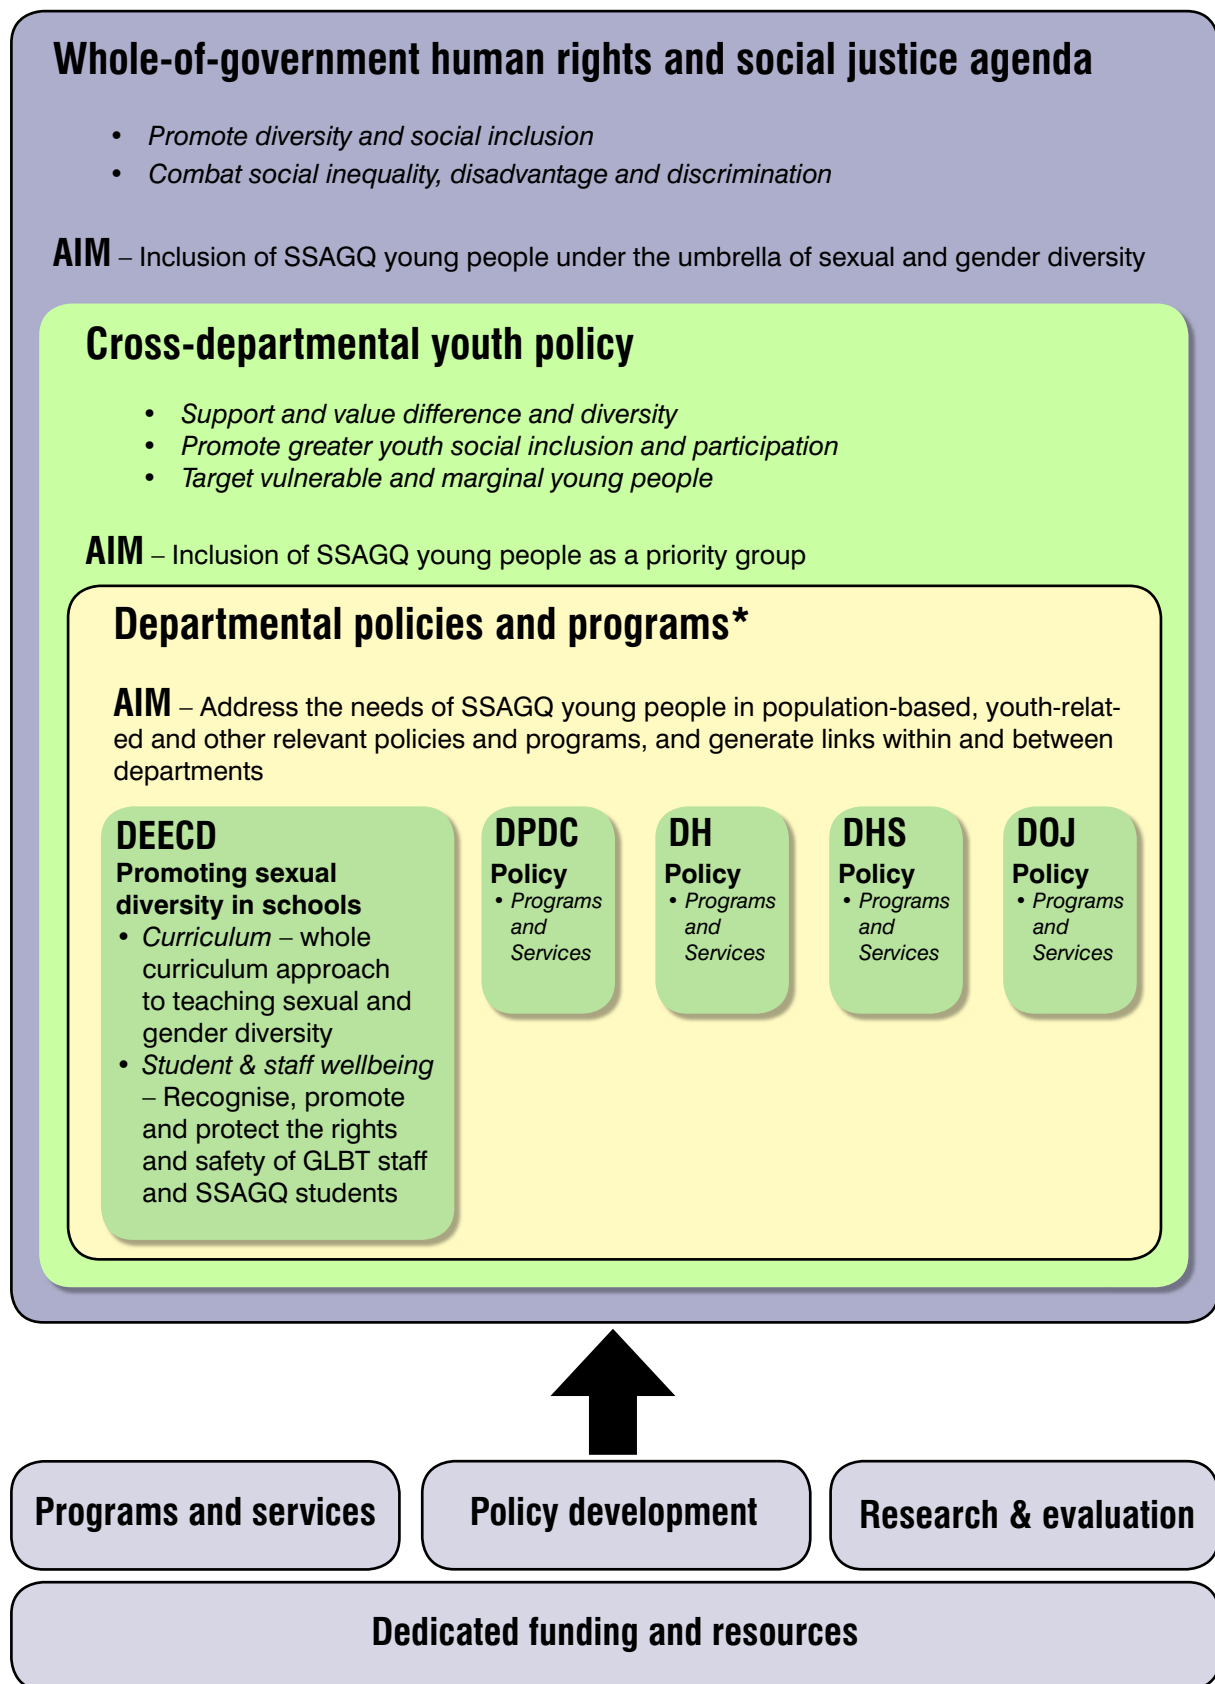 Whole-of-government human rights and social justice agenda
• Promote diversity and social inclusion
• Combat social inequality, disadvantage and discrimination
AIM – Inclusion of SSAGQ young people under the umbrella of sexual and gender diversity
Cross-departmental youth policy
• Support and value difference and diversity
• Promote greater youth social inclusion and participation
• Target vulnerable and marginal young people
AIM – Inclusion of SSAGQ young people as a priority group
Departmental policies and programs*
AIM – Address the needs of SSAGQ young people in population-based, youth-relat-
ed and other relevant policies and programs, and generate links within and between
departments
DEECD
Promoting sexual
diversity in schools
• Curriculum – whole
curriculum approach
to teaching sexual and
gender diversity
• Student & staff wellbeing
– Recognise, promote
and protect the rights
and safety of GLBT staff
and SSAGQ students
DPDC
Policy
• Programs
and
Services
DH
Policy
• Programs
and
Services
DHS
Policy
• Programs
and
Services
DOJ
Policy
• Programs
and
Services
Programs and services
Policy development
Research & evaluation
Dedicated funding and resources